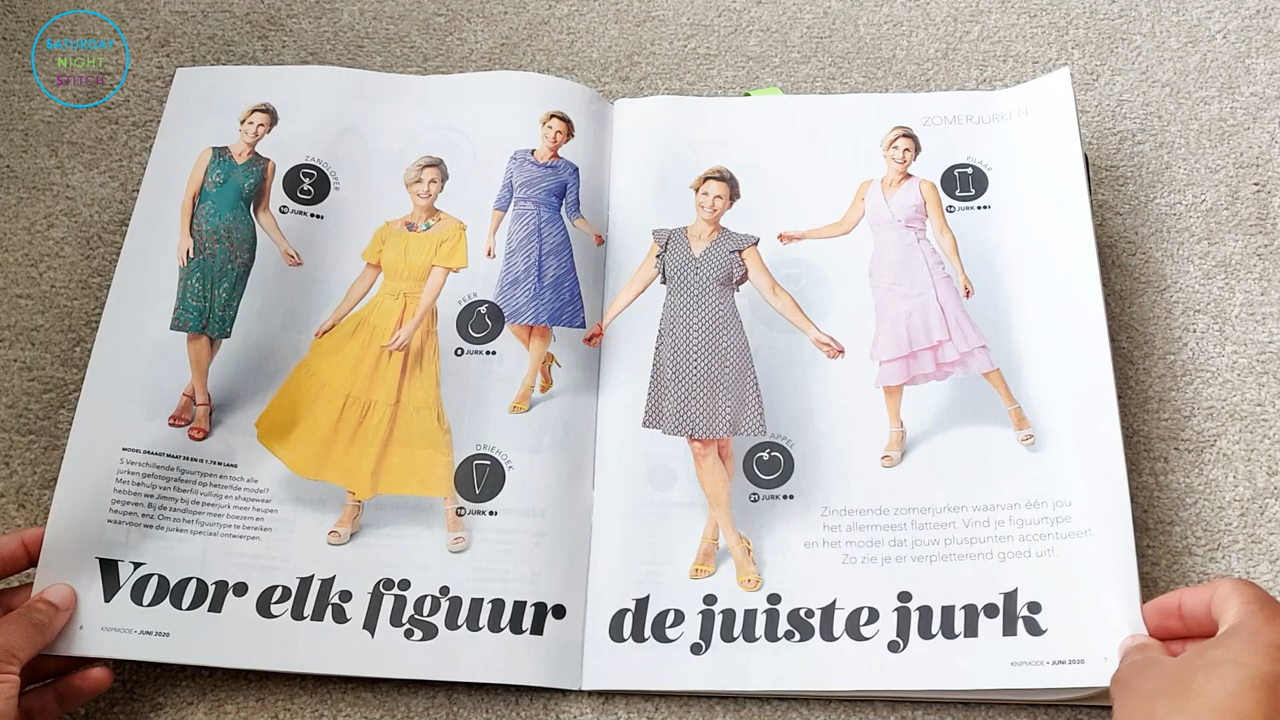 SATURDAY
NIGHT
STITCH
ZANDLOPER
16 JURK
PEER
8 JURK
DRIEHOEK
18 JURK
MODEL DRAAGT MAAT 38 EN IS 1.78 M LANG
5 Verschillende figuurtypen en toch alle
jurken gefotografeerd op hetzelfde model?
Met behulp van fiberfill vulling en shapewear
hebben we Jimmy bij de peerjurk meer heupen
gegeven. Bij de zandloper meer boezem en
heupen, enz. Om zo het figuurtype te bereiken
waarvoor we de jurken speciaal ontwierpen.
Voor elk figuur
6 KNIPMODE • JUNI 2020
ZOMERJURKEN
PILAAR
14 JURK
APPEL
21 JURK
Zinderende zomerjurken waarvan één jou
het allermeest flatteert. Vind je figuurtype
en het model dat jouw pluspunten accentueert.
Zo zie je er verpletterend goed uit!
de juiste jurk
KNIPMODE • JUNI 2020 7